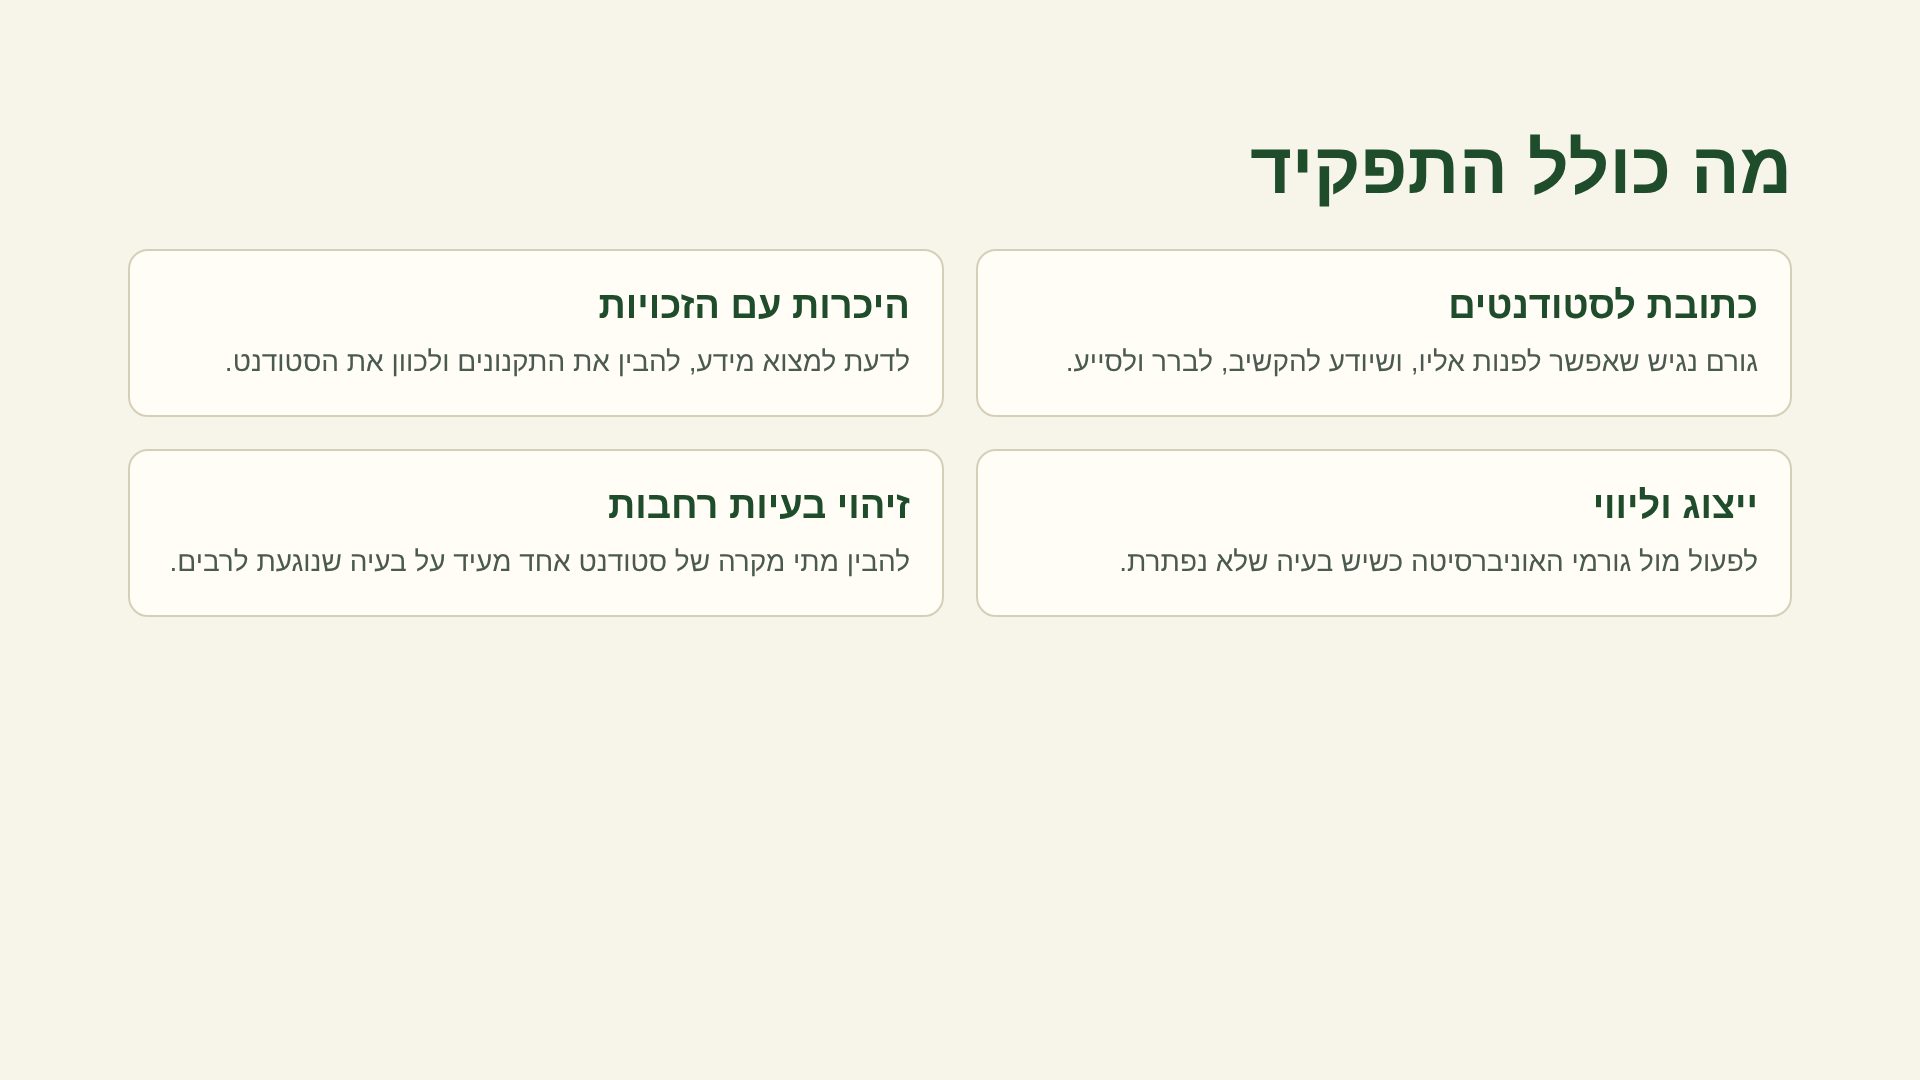 מה כולל התפקיד
כתובת לסטודנטים
גורם נגיש שאפשר לפנות אליו, ושיודע להקשיב, לברר ולסייע.
היכרות עם הזכויות
לדעת למצוא מידע, להבין את התקנונים ולכוון את הסטודנט.
ייצוג וליווי
לפעול מול גורמי האוניברסיטה כשיש בעיה שלא נפתרת.
זיהוי בעיות רחבות
להבין מתי מקרה של סטודנט אחד מעיד על בעיה שנוגעת לרבים.